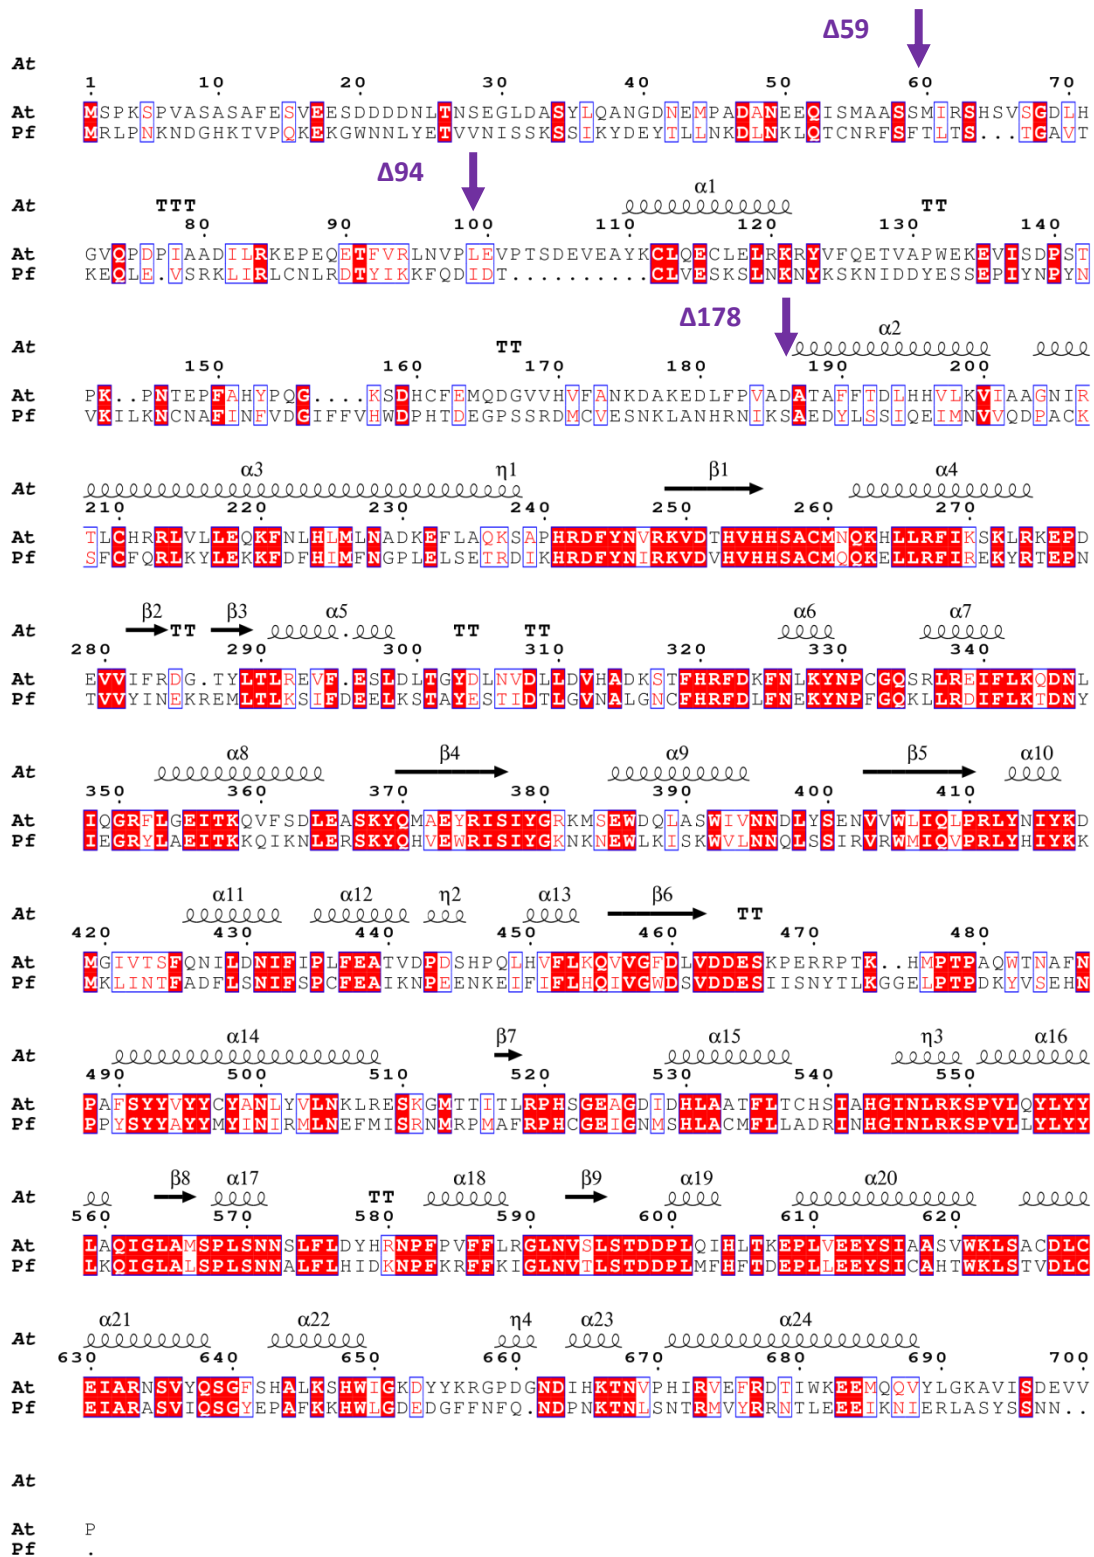 Δ59
At
1 10 20 30 40 50 60 70
At MSPKSPVASASAFESVEESDDDDNLTNSEGLDASYLQANGDNEMPADANEEQISMAASSMIRSHSVSGDLH
Pf MRLPNKNDGHKTVPQKEKGWNNLYETVVNISSKSSIKYDEYTLLNKDLNKLQTCNRFSFTLTS...TGAVT
Δ94
α1
At TTT TT
80 90 100 110 120 130 140
At GVQPDPIAADILRKEPEQETFVRLNVPLEVPTSDEVEAYKCLQECLELRKRYVFQETVAPWEKEVISDPST
Pf KEQLE.VSRKLIRLCNLRDTYIKKFQDIDT..........CLVESKSLNKNYKSKNIDDYESSEPIYNPYN
Δ178
α2
At TT
150 160 170 180 190 200
At PK..PNTEPFAHYPQG....KSDHCFEMQDGVVHVFANKDAKEDLFPVADATAFFTDLHHVLKVIAAGNIR
Pf VKILKNCNAFINFVDGIFFVHWDPHTDEGPSSRDMCVESNKLANHRNIKSAEDYLSSIQEIMNVVQDPACK
α3 η1 β1 α4
At
210 220 230 240 250 260 270
At TLCHRRLVLLEQKFNLHLMLNADKEFLAQKSAPHRDFYNVRKVDTHVHHSACMNQKHLLRFIKSKLRKEPD
Pf SFCFQRLKYLEKKFDFHIMFNGPLELSETRDIKHRDFYNIRKVDVHVHHSACMQQKELLRFIREKYRTEPN
β2 β3 α5 α6 α7
At TT . TT TT
280 290 300 310 320 330 340
At EVVIFRDG.TYLTLREVF.ESLDLTGYDLNVDLLDVHADKSTFHRFDKFNLKYNPCGQSRLREIFLKQDNL
Pf TVVYINEKREMLTLKSIFDEELKSTAYESTIDTLGVNALGNCFHRFDLFNEKYNPFGQKLLRDIFLKTDNY
α8 β4 α9 β5 α10
At
350 360 370 380 390 400 410
At IQGRFLGEITKQVFSDLEASKYQMAEYRISIYGRKMSEWDQLASWIVNNDLYSENVVWLIQLPRLYNIYKD
Pf IEGRYLAEITKKQIKNLERSKYQHVEWRISIYGKNKNEWLKISKWVLNNQLSSIRVRWMIQVPRLYHIYKK
α11 α12 η2 α13 β6
At TT
420 430 440 450 460 470 480
At MGIVTSFQNILDNIFIPLFEATVDPDSHPQLHVFLKQVVGFDLVDDESKPERRPTK..HMPTPAQWTNAFN
Pf MKLINTFADFLSNIFSPCFEAIKNPEENKEIFIFLHQIVGWDSVDDESIISNYTLKGGELPTPDKYVSEHN
α14 β7 α15 η3 α16
At
490 500 510 520 530 540 550
At PAFSYYVYYCYANLYVLNKLRESKGMTTITLRPHSGEAGDIDHLAATFLTCHSIAHGINLRKSPVLQYLYY
Pf PPYSYYAYYMYINIRMLNEFMISRNMRPMAFRPHCGEIGNMSHLACMFLLADRINHGINLRKSPVLLYLYY
β8 α17 α18 β9 α19 α20
At TT
560 570 580 590 600 610 620
At LAQIGLAMSPLSNNSLFLDYHRNPFPVFFLRGLNVSLSTDDPLQIHLTKEPLVEEYSIAASVWKLSACDLC
Pf LKQIGLALSPLSNNALFLHIDKNPFKRFFKIGLNVTLSTDDPLMFHFTDEPLLEEYSICAHTWKLSTVDLC
α21 α22 η4 α23 α24
At
630 640 650 660 670 680 690 700
At EIARNSVYQSGFSHALKSHWIGKDYYKRGPDGNDIHKTNVPHIRVEFRDTIWKEEMQQVYLGKAVISDEVV
Pf EIARASVIQSGYEPAFKKHWLGDEDGFFNFQ.NDPNKTNLSNTRMVYRRNTLEEEIKNIERLASYSSNN..
At
At P
Pf .